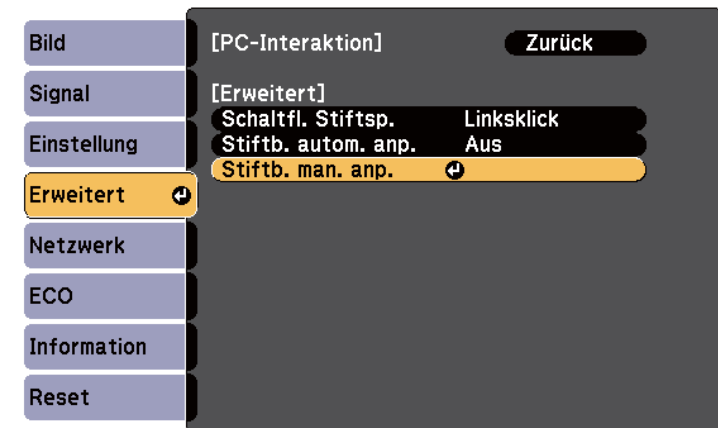 Bild
Signal
Einstellung
Erweitert
Netzwerk
ECO
Information
Reset
[PC-Interaktion] Zurück
[Erweitert]
Schaltfl. Stiftsp. Linksklick
Stiftb. autom. anp. Aus
Stiftb. man. anp.